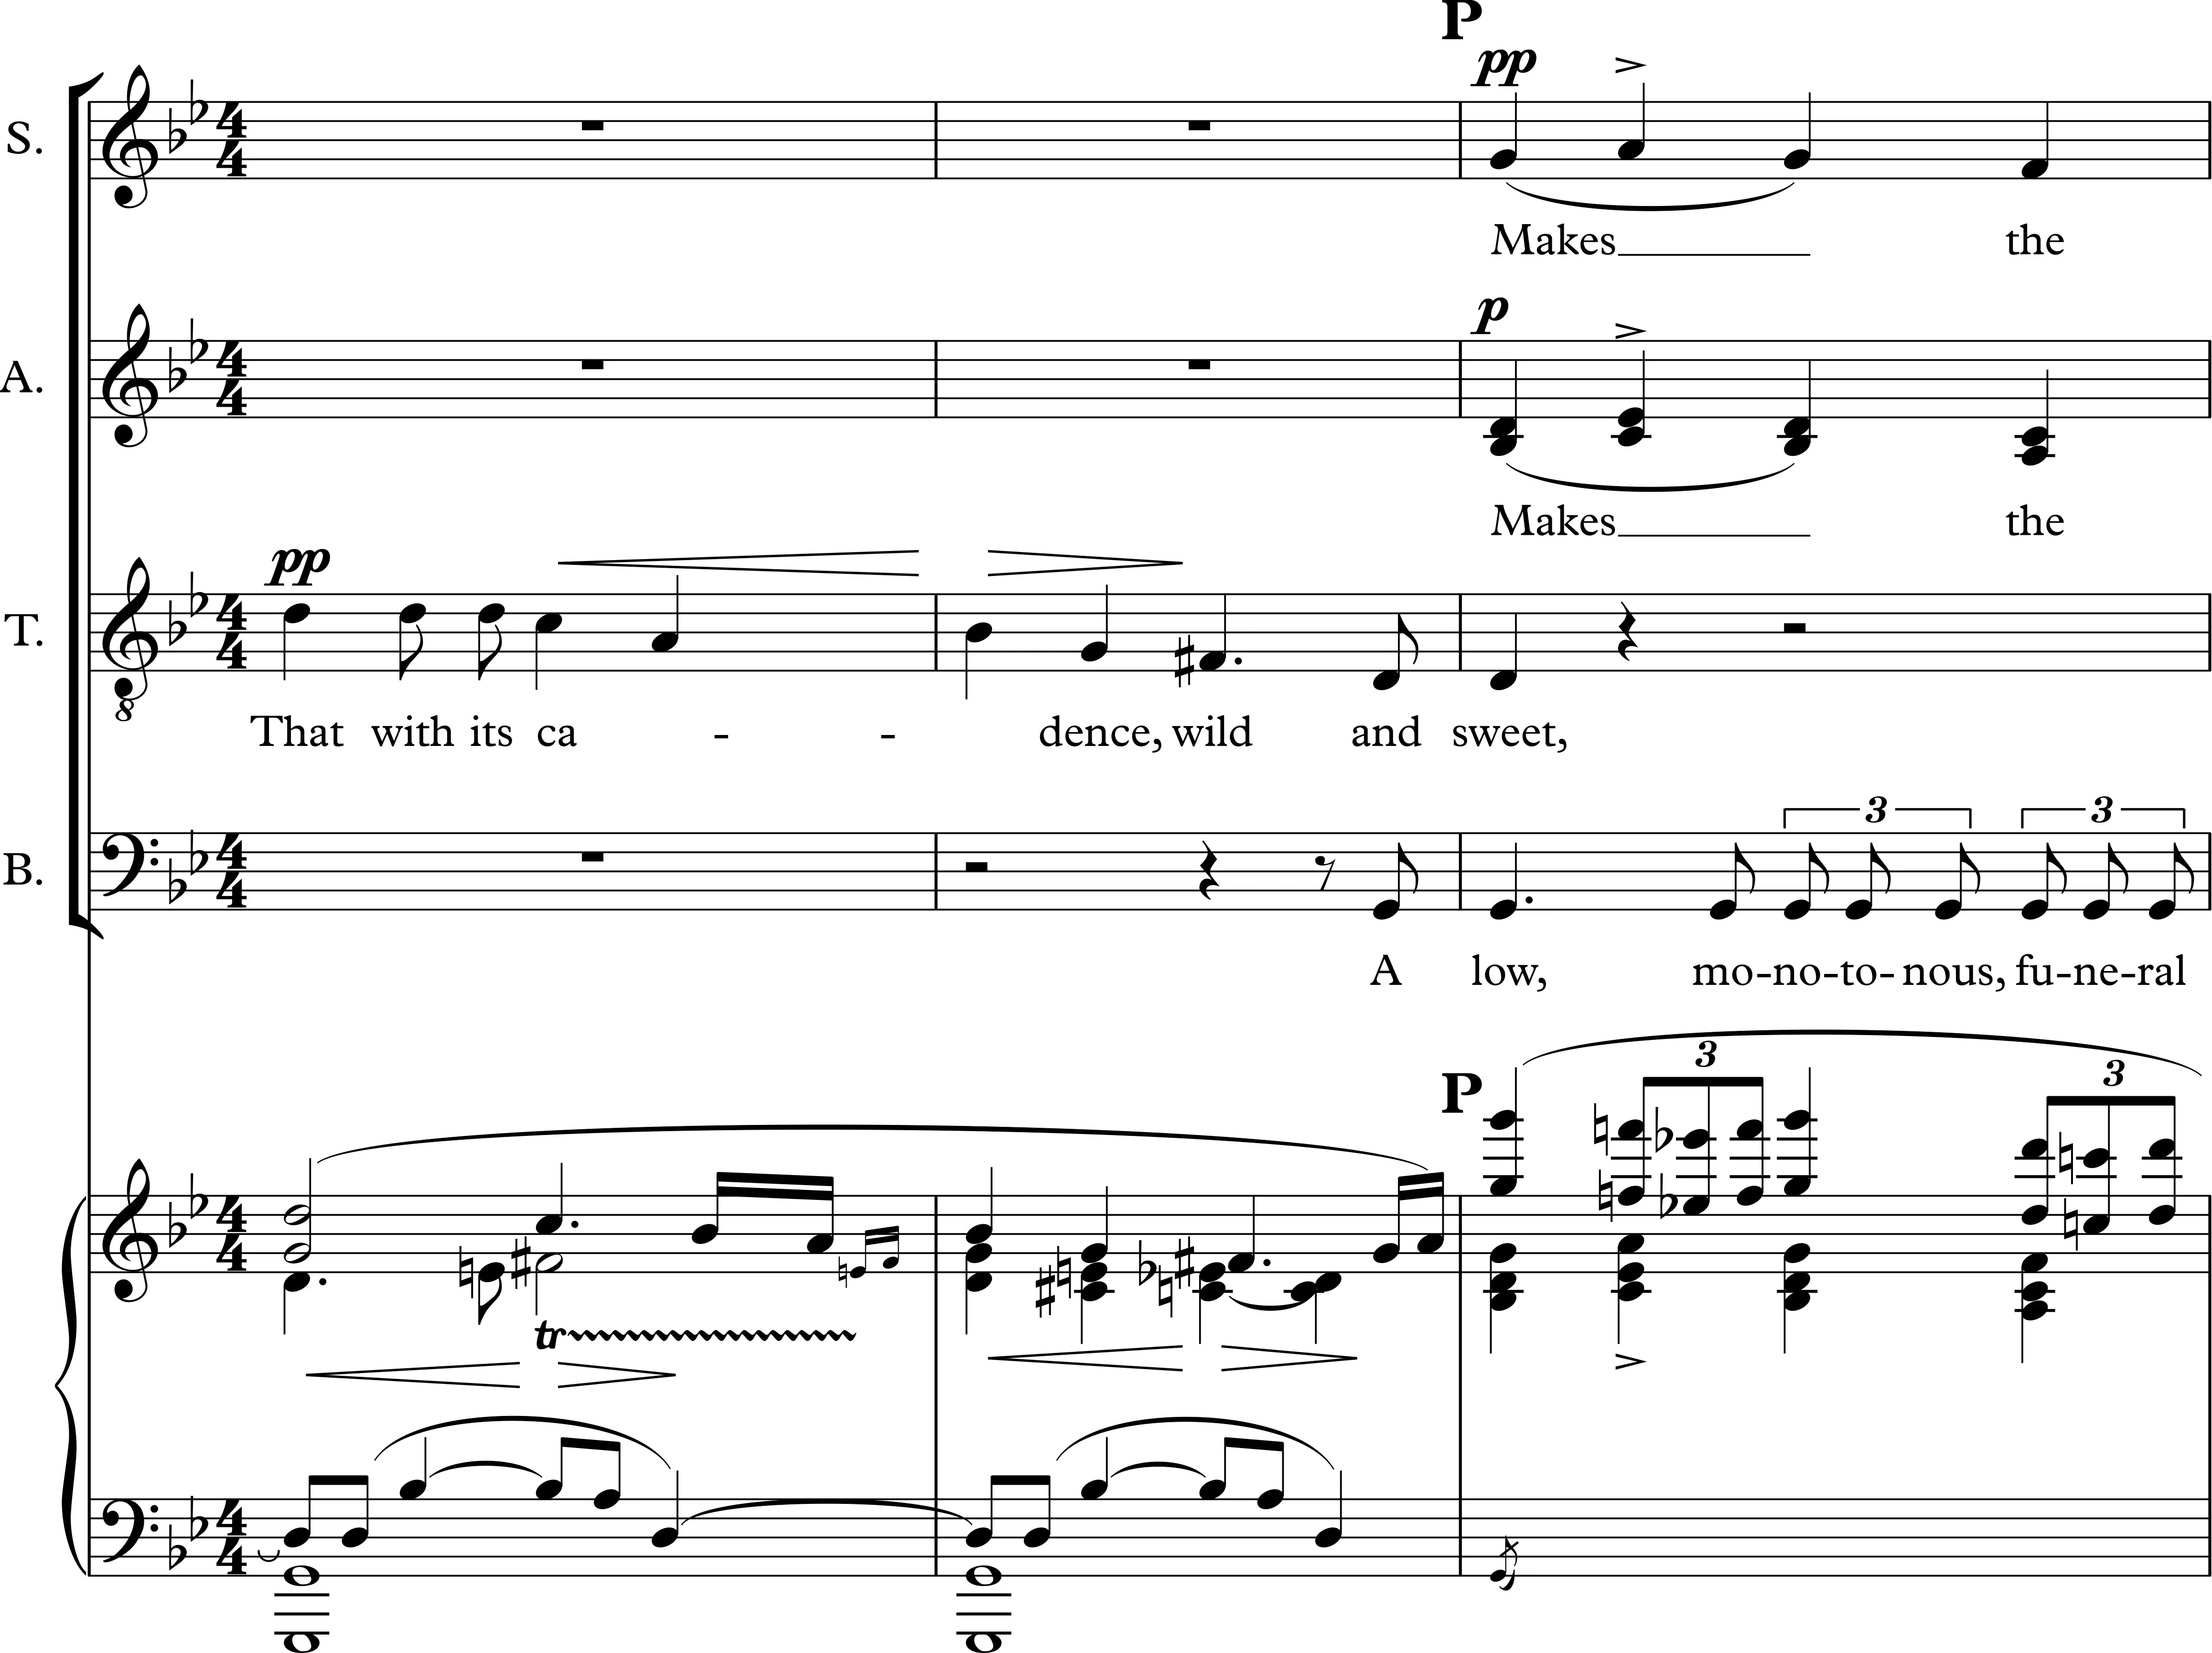 P
pp
S.
Makes the
p
A.
Makes the
pp
T.
8
That with its ca - - dence, wild and sweet,
3 3
B.
A low, mo-no-to-nous, fu-ne-ral
3
P 3
tr